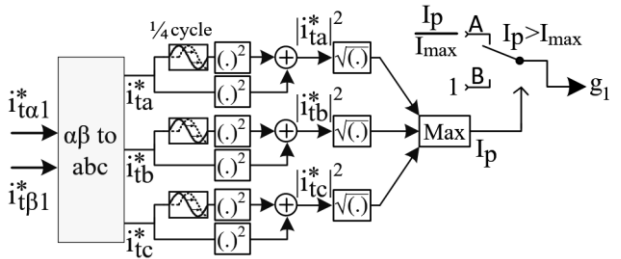 ¼ cycle
i*tα1
i*tβ1
αβ to
abc
i*ta
(.)²
(.)²
|i*ta|²
√(.)
i*tb
(.)²
(.)²
|i*tb|²
√(.)
i*tc
(.)²
(.)²
|i*tc|²
√(.)
Max
Ip
Ip
Imax
A
Ip>Imax
1
B
g1